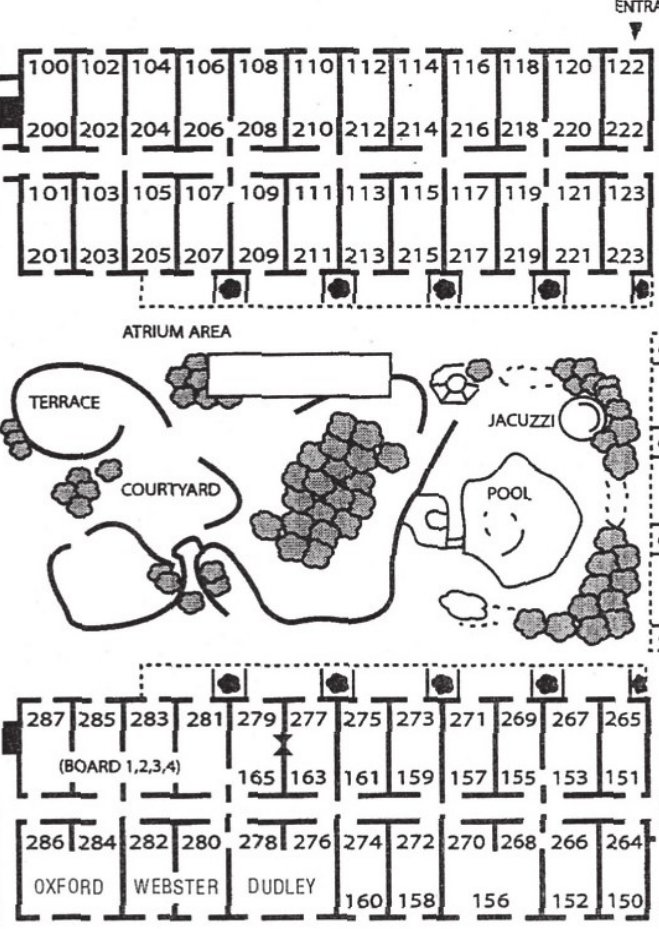 ENTRA
100 102 104 106 108 110 112 114 116 118 120 122
200 202 204 206 208 210 212 214 216 218 220 222
101 103 105 107 109 111 113 115 117 119 121 123
201 203 205 207 209 211 213 215 217 219 221 223
ATRIUM AREA
TERRACE
JACUZZI
COURTYARD
POOL
287 285 283 281 279 277 275 273 271 269 267 265
(BOARD 1,2,3,4)
165 163 161 159 157 155 153 151
286 284 282 280 278 276 274 272 270 268 266 264
OXFORD WEBSTER DUDLEY
160 158 156 152 150